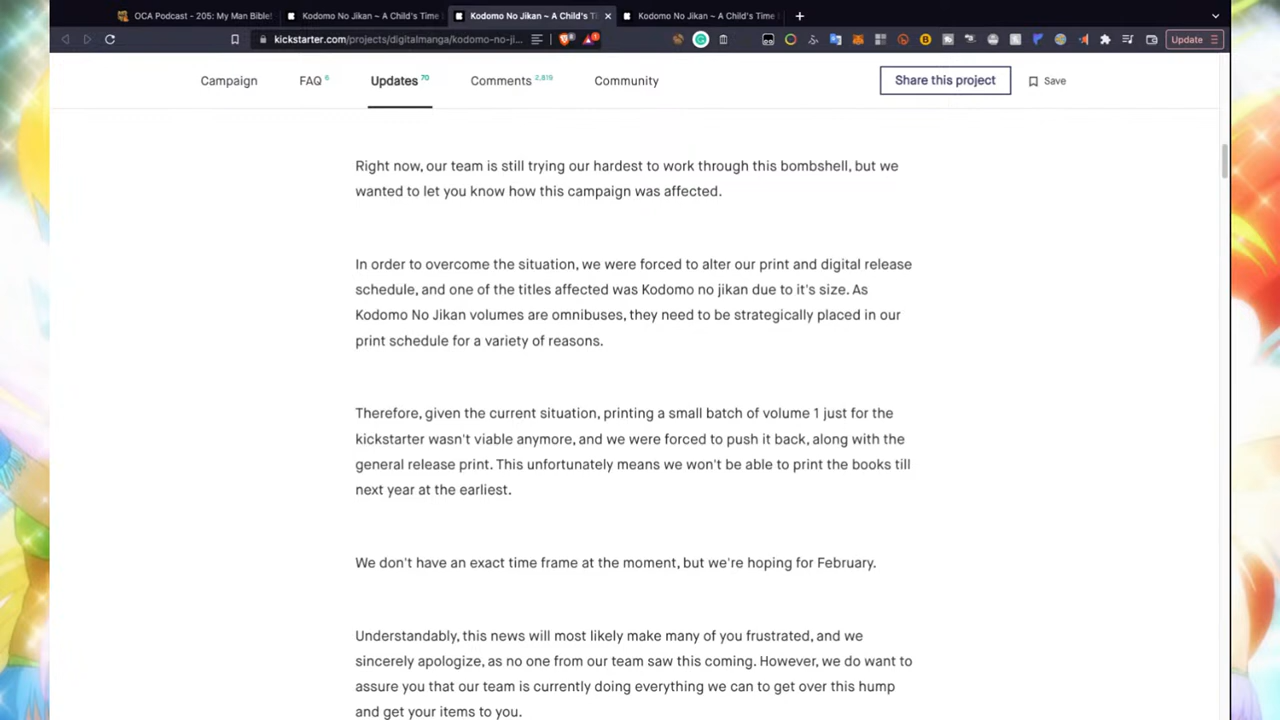 OCA Podcast - 205: My Man Bible!
Kodomo No Jikan ~ A Child's Time
Kodomo No Jikan ~ A Child's Ti
Kodomo No Jikan ~ A Child's Time
kickstarter.com/projects/digitalmanga/kodomo-no-ji...
Update
Campaign
FAQ 6
Updates 70
Comments 2,819
Community
Share this project
Save
Right now, our team is still trying our hardest to work through this bombshell, but we
wanted to let you know how this campaign was affected.
In order to overcome the situation, we were forced to alter our print and digital release
schedule, and one of the titles affected was Kodomo no jikan due to it's size. As
Kodomo No Jikan volumes are omnibuses, they need to be strategically placed in our
print schedule for a variety of reasons.
Therefore, given the current situation, printing a small batch of volume 1 just for the
kickstarter wasn't viable anymore, and we were forced to push it back, along with the
general release print. This unfortunately means we won't be able to print the books till
next year at the earliest.
We don't have an exact time frame at the moment, but we're hoping for February.
Understandably, this news will most likely make many of you frustrated, and we
sincerely apologize, as no one from our team saw this coming. However, we do want to
assure you that our team is currently doing everything we can to get over this hump
and get your items to you.